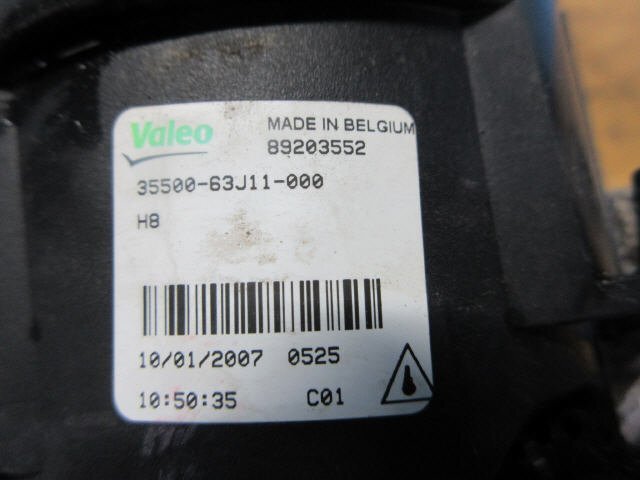 Valeo MADE IN BELGIUM
89203552
35500-63J11-000
H8
10/01/2007 0525
10:50:35 C01